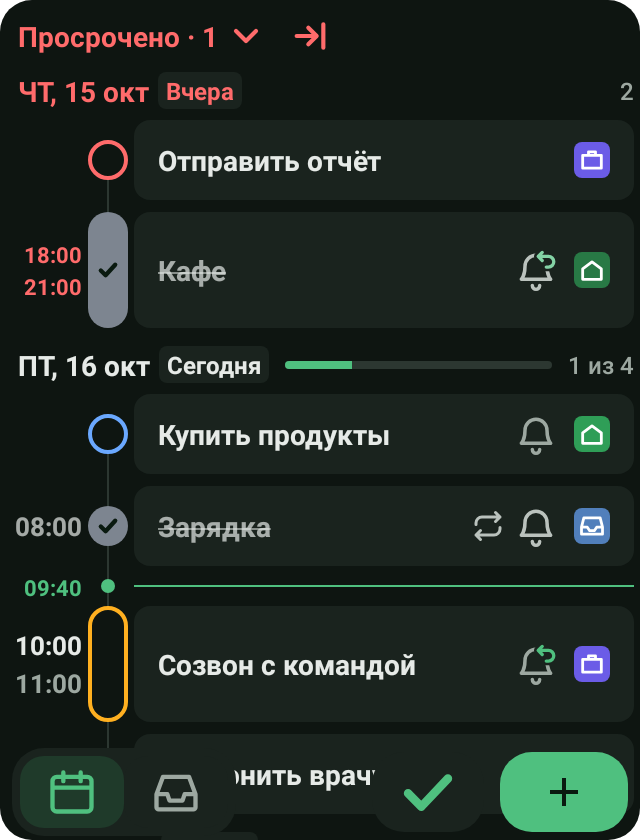 Просрочено · 1
ЧТ, 15 окт Вчера 2
Отправить отчёт
18:00
21:00
Кафе
ПТ, 16 окт Сегодня 1 из 4
Купить продукты
08:00 Зарядка
09:40
10:00
11:00
Созвон с командой